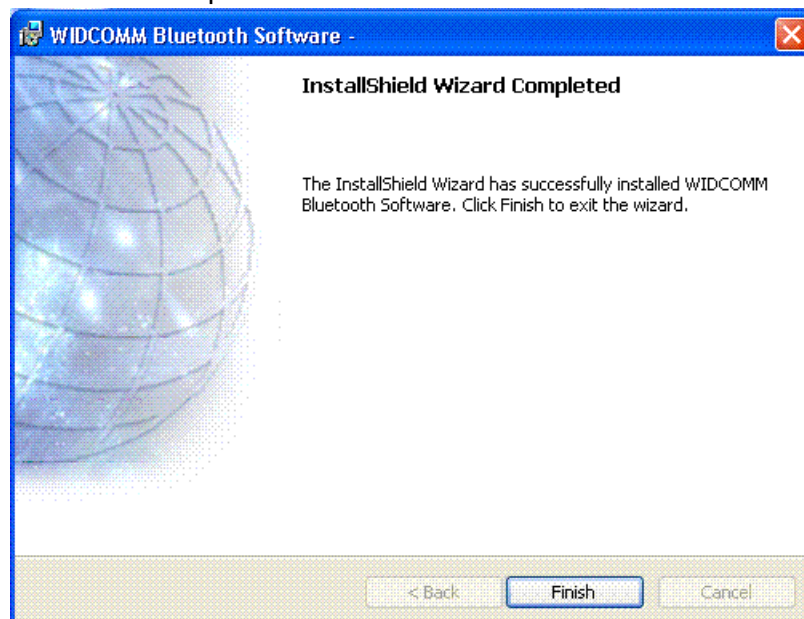 WIDCOMM Bluetooth Software -
InstallShield Wizard Completed
The InstallShield Wizard has successfully installed WIDCOMM
Bluetooth Software. Click Finish to exit the wizard.
< Back
Finish
Cancel